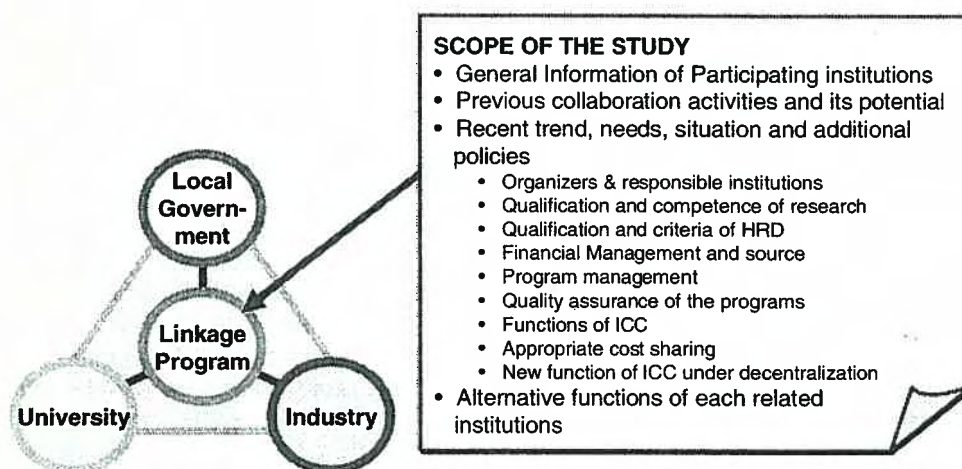 SCOPE OF THE STUDY
• General Information of Participating institutions
• Previous collaboration activities and its potential
• Recent trend, needs, situation and additional
policies
• Organizers & responsible institutions
• Qualification and competence of research
• Qualification and criteria of HRD
• Financial Management and source
• Program management
• Quality assurance of the programs
• Functions of ICC
• Appropriate cost sharing
• New function of ICC under decentralization
• Alternative functions of each related
institutions
Local
Govern-
ment
Linkage
Program
University
Industry